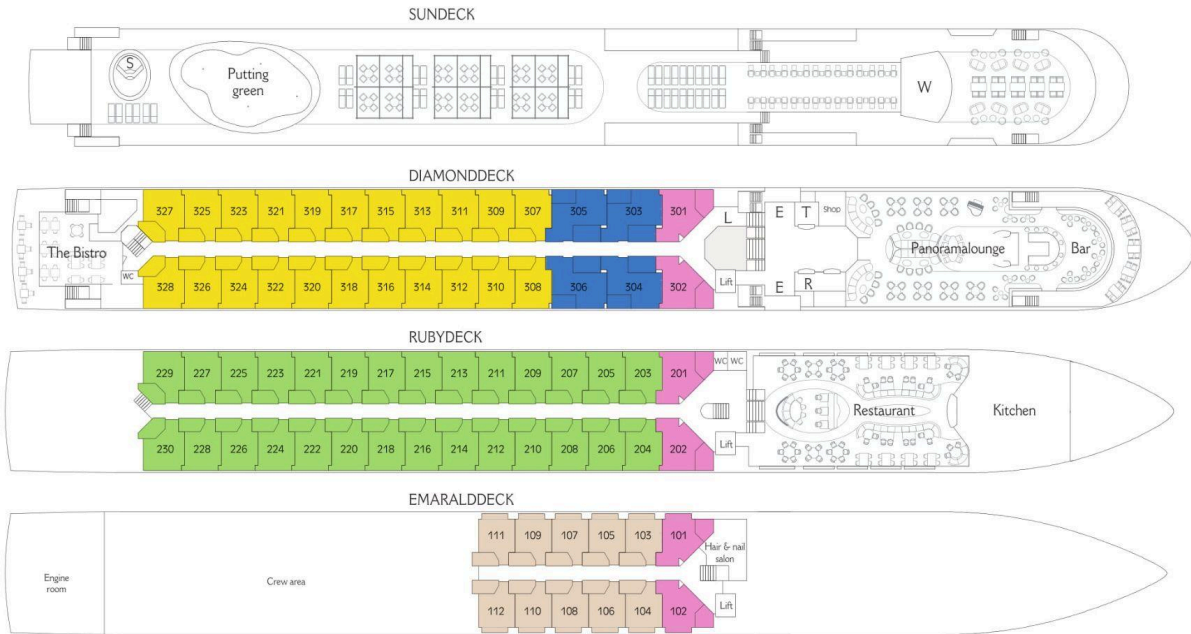 SUNDECK
S
Putting
green
W
DIAMONDDECK
327 325 323 321 319 317 315 313 311 309 307 305 303 301
L
E T Shop
The Bistro
WC
Panoramalounge
Bar
328 326 324 322 320 318 316 314 312 310 308 306 304 302
Lift
E R
RUBYDECK
229 227 225 223 221 219 217 215 213 211 209 207 205 203 201
WC WC
Restaurant
Kitchen
230 228 226 224 222 220 218 216 214 212 210 208 206 204 202
Lift
EMARALDDECK
111 109 107 105 103 101
Hair & nail
salon
Engine
room
Crew area
112 110 108 106 104 102
Lift